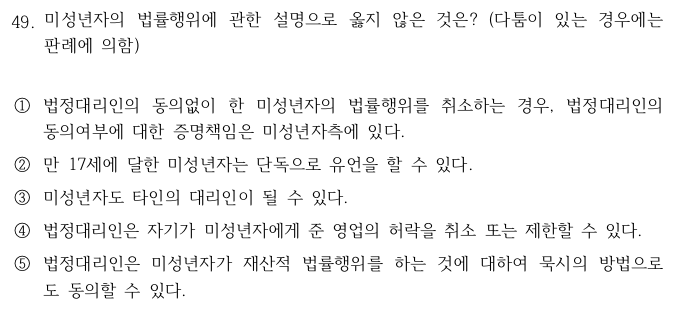 49. 미성년자의 법률행위에 관한 설명으로 옳지 않은 것은? (다툼이 있는 경우에는
판례에 의함)
① 법정대리인의 동의없이 한 미성년자의 법률행위를 취소하는 경우, 법정대리인의
동의여부에 대한 증명책임은 미성년자측에 있다.
② 만 17세에 달한 미성년자는 단독으로 유언을 할 수 있다.
③ 미성년자도 타인의 대리인이 될 수 있다.
④ 법정대리인은 자기가 미성년자에게 준 영업의 허락을 취소 또는 제한할 수 있다.
⑤ 법정대리인은 미성년자가 재산적 법률행위를 하는 것에 대하여 묵시의 방법으로
도 동의할 수 있다.